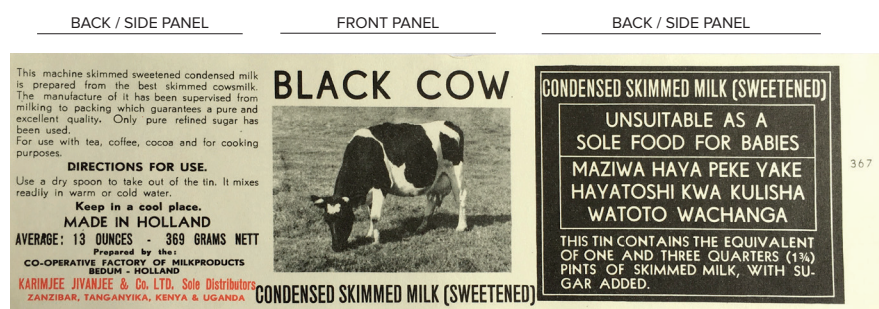 BACK / SIDE PANEL
FRONT PANEL
BACK / SIDE PANEL
This machine skimmed sweetened condensed milk
is prepared from the best skimmed cowsmilk.
The manufacture of it has been supervised from
milking to packing which guarantees a pure and
excellent quality. Only pure refined sugar has
been used.
For use with tea, coffee, cocoa and for cooking
purposes.
DIRECTIONS FOR USE.
Use a dry spoon to take out of the tin. It mixes
readily in warm or cold water.
Keep in a cool place.
MADE IN HOLLAND
AVERAGE: 13 OUNCES - 369 GRAMS NETT
Prepared by the:
CO-OPERATIVE FACTORY OF MILKPRODUCTS
BEDUM - HOLLAND
KARIMJEE JIVANJEE & Co. LTD. Sole Distributors
ZANZIBAR, TANGANYIKA, KENYA & UGANDA
BLACK COW
CONDENSED SKIMMED MILK (SWEETENED)
CONDENSED SKIMMED MILK (SWEETENED)
UNSUITABLE AS A
SOLE FOOD FOR BABIES
MAZIWA HAYA PEKE YAKE
HAYATOSHI KWA KULISHA
WATOTO WACHANGA
THIS TIN CONTAINS THE EQUIVALENT
OF ONE AND THREE QUARTERS (1¾)
PINTS OF SKIMMED MILK, WITH SU-
GAR ADDED.
367